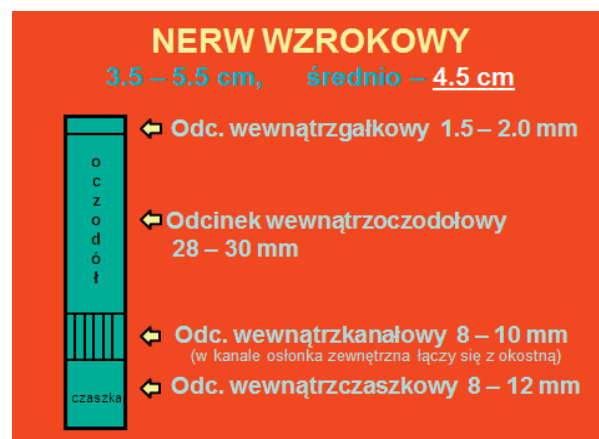 NERW WZROKOWY
3.5 – 5.5 cm, średnio – 4.5 cm
Odc. wewnątrzgałkowy 1.5 – 2.0 mm
oczodół
Odcinek wewnątrzoczodołowy
28 – 30 mm
Odc. wewnątrzkanałowy 8 – 10 mm
(w kanale osłonka zewnętrzna łączy się z okostną)
Odc. wewnątrzczaszkowy 8 – 12 mm
czaszka